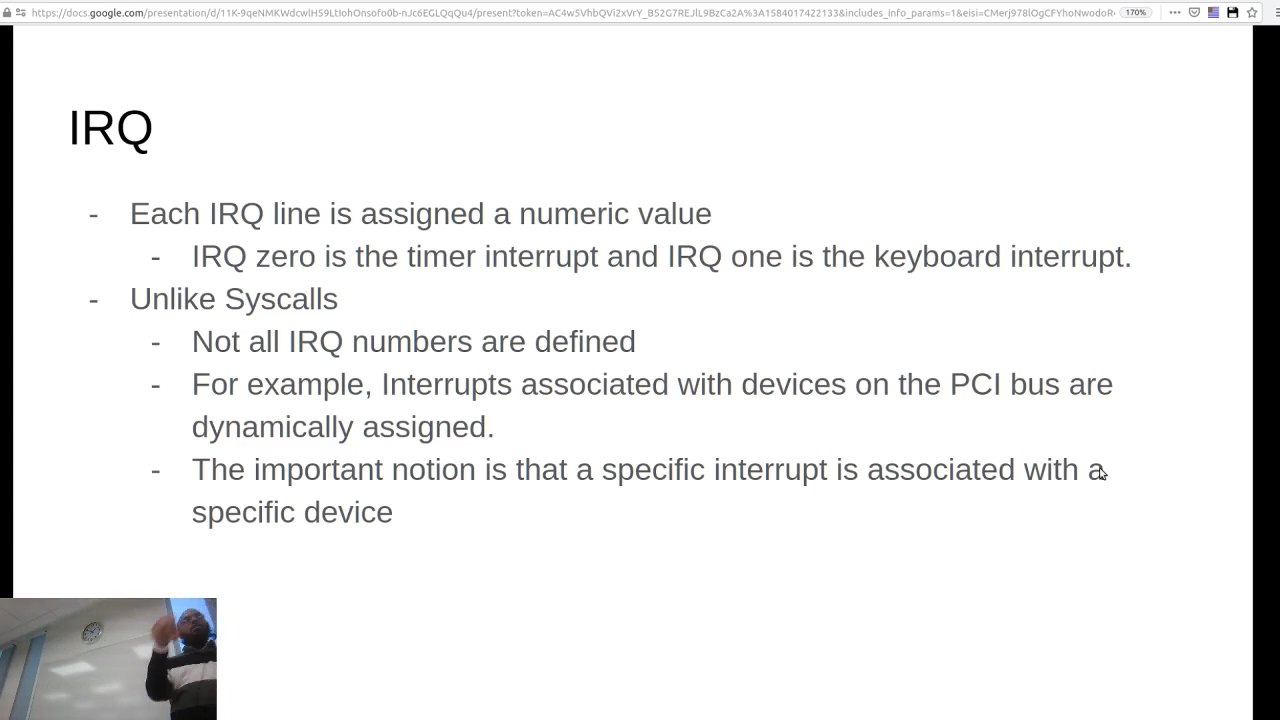 170%
IRQ
- Each IRQ line is assigned a numeric value
- IRQ zero is the timer interrupt and IRQ one is the keyboard interrupt.
- Unlike Syscalls
- Not all IRQ numbers are defined
- For example, Interrupts associated with devices on the PCI bus are
dynamically assigned.
- The important notion is that a specific interrupt is associated with a
specific device